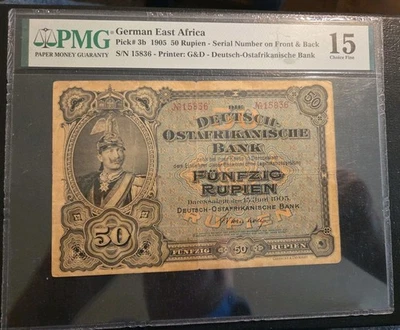 PMG
PAPER MONEY GUARANTY
German East Africa
Pick# 3b 1905 50 Rupien - Serial Number on Front & Back
S/N 15836 - Printer: G&D - Deutsch-Ostafrikanische Bank
15
Choice Fine
No 15836 No 15836
50
DIE
DEUTSCH-
OSTAFRIKANISCHE
BANK
FÜNFZIG
RUPIEN
Daressalam, den 15. Juni 1905.
DEUTSCH-OSTAFRIKANISCHE BANK.
50
FÜNFZIG 50 RUPIEN